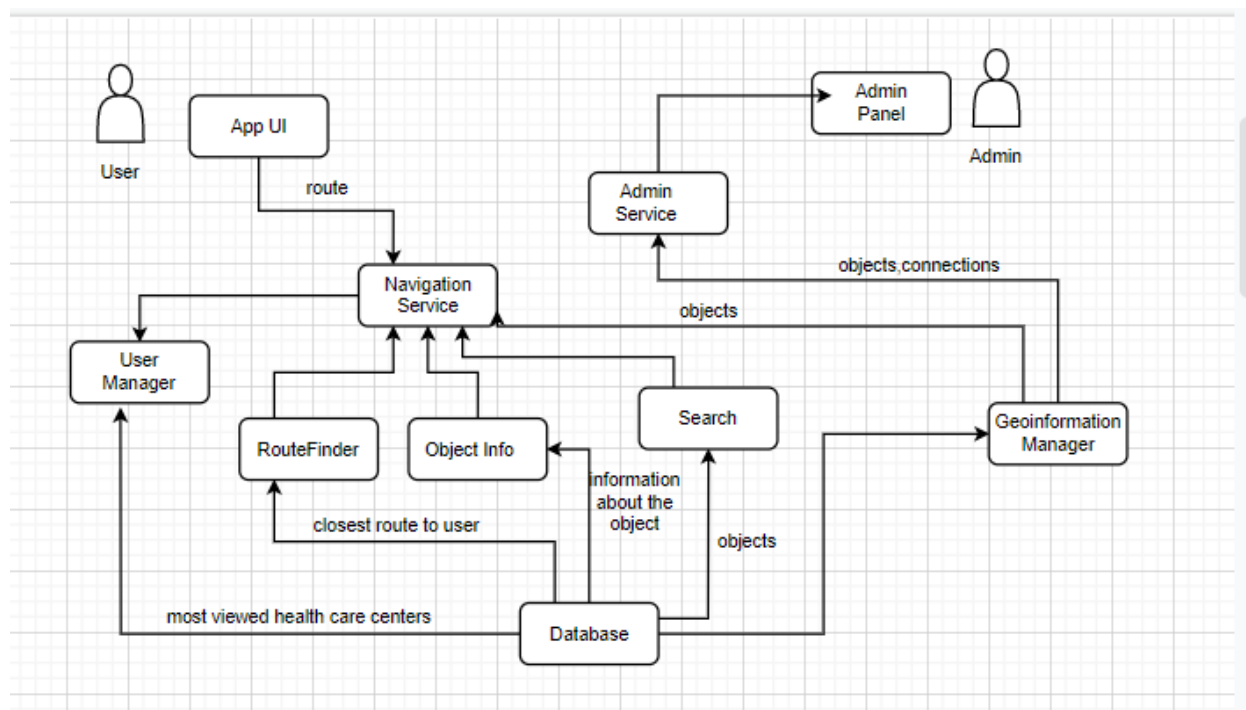 App UI
User
Admin
Panel
Admin
route
Admin
Service
objects,connections
Navigation
Service
objects
User
Manager
RouteFinder
Object Info
Search
Geoinformation
Manager
information
about the
object
closest route to user
objects
most viewed health care centers
Database